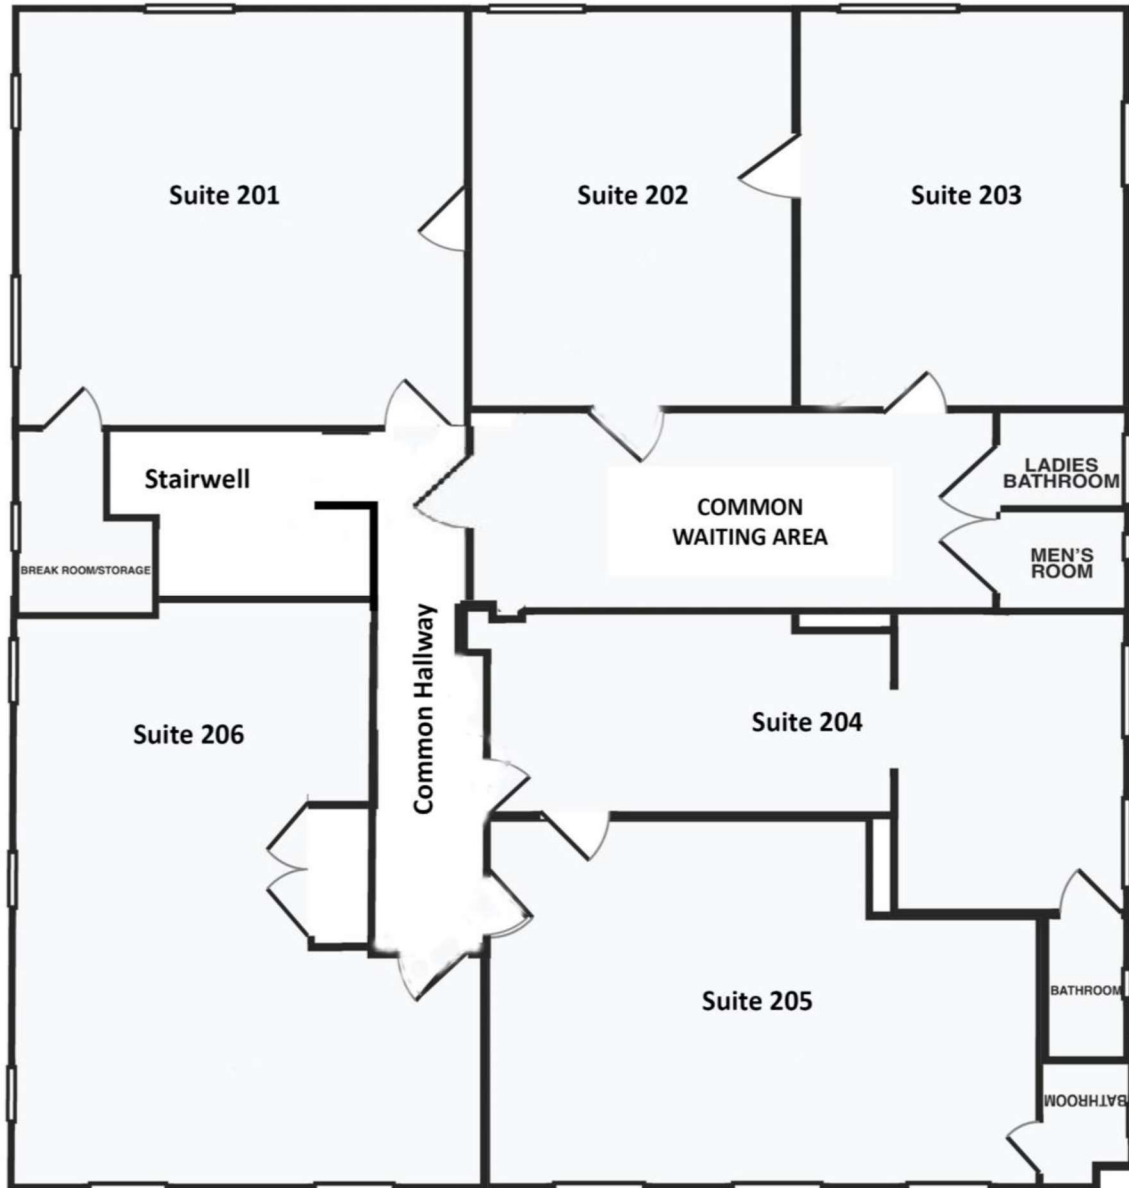 Suite 201
Suite 202
Suite 203
Stairwell
COMMON
WAITING AREA
LADIES
BATHROOM
MEN'S
ROOM
BREAK ROOM/STORAGE
Common Hallway
Suite 206
Suite 204
Suite 205
BATHROOM
BATHROOM